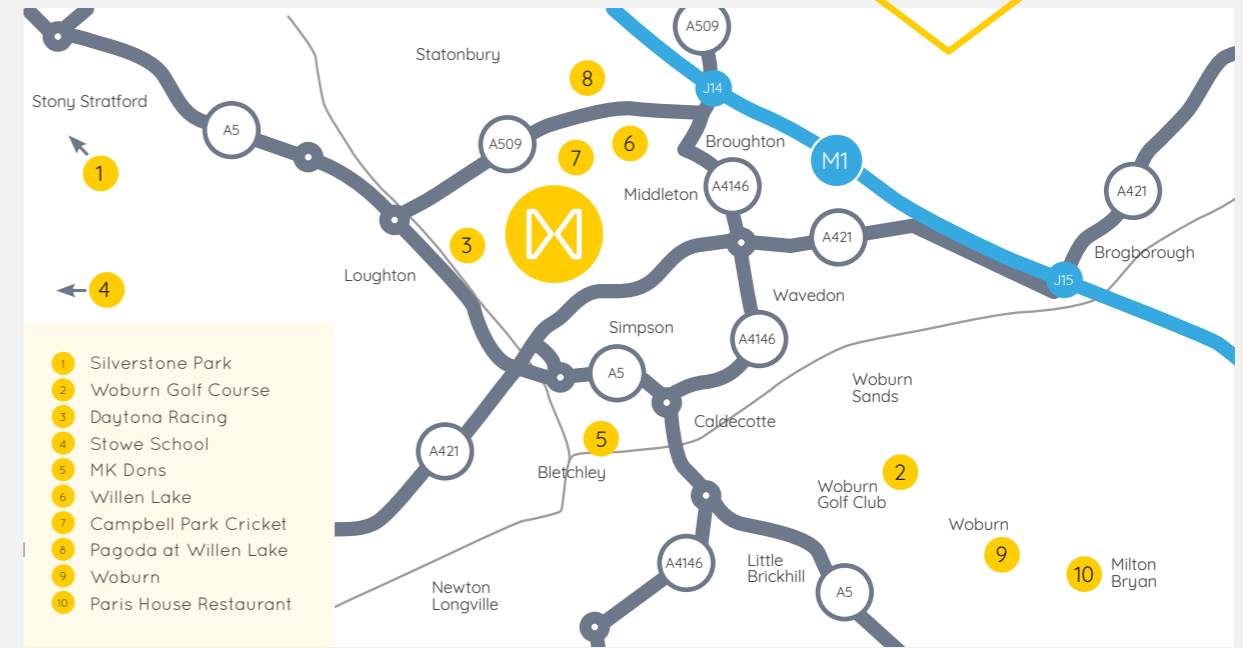 A509
Statonbury
8
J14
Stony Stratford
A5
A509
6
Broughton
7
M1
1
Middleton
A4146
A421
3
A421
Brogborough
Loughton
J15
4
Wavedon
Simpson
A4146
A5
Woburn
Sands
Caldecotte
5
A421
Bletchley
2
Woburn
Golf Club
Woburn
9
A4146
Little
Brickhill
10
Milton
Bryan
Newton
Longville
A5
1 Silverstone Park
2 Woburn Golf Course
3 Daytona Racing
4 Stowe School
5 MK Dons
6 Willen Lake
7 Campbell Park Cricket
8 Pagoda at Willen Lake
9 Woburn
10 Paris House Restaurant